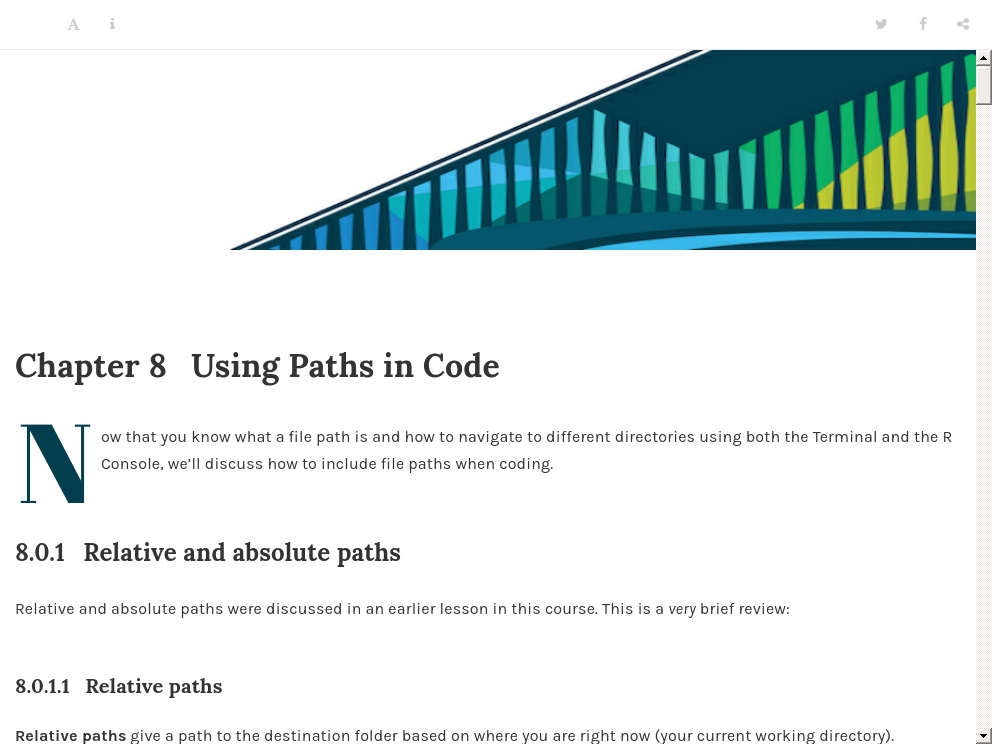 A i
Chapter 8 Using Paths in Code
Now that you know what a file path is and how to navigate to different directories using both the Terminal and the R
Console, we’ll discuss how to include file paths when coding.
8.0.1 Relative and absolute paths
Relative and absolute paths were discussed in an earlier lesson in this course. This is a very brief review:
8.0.1.1 Relative paths
Relative paths give a path to the destination folder based on where you are right now (your current working directory).